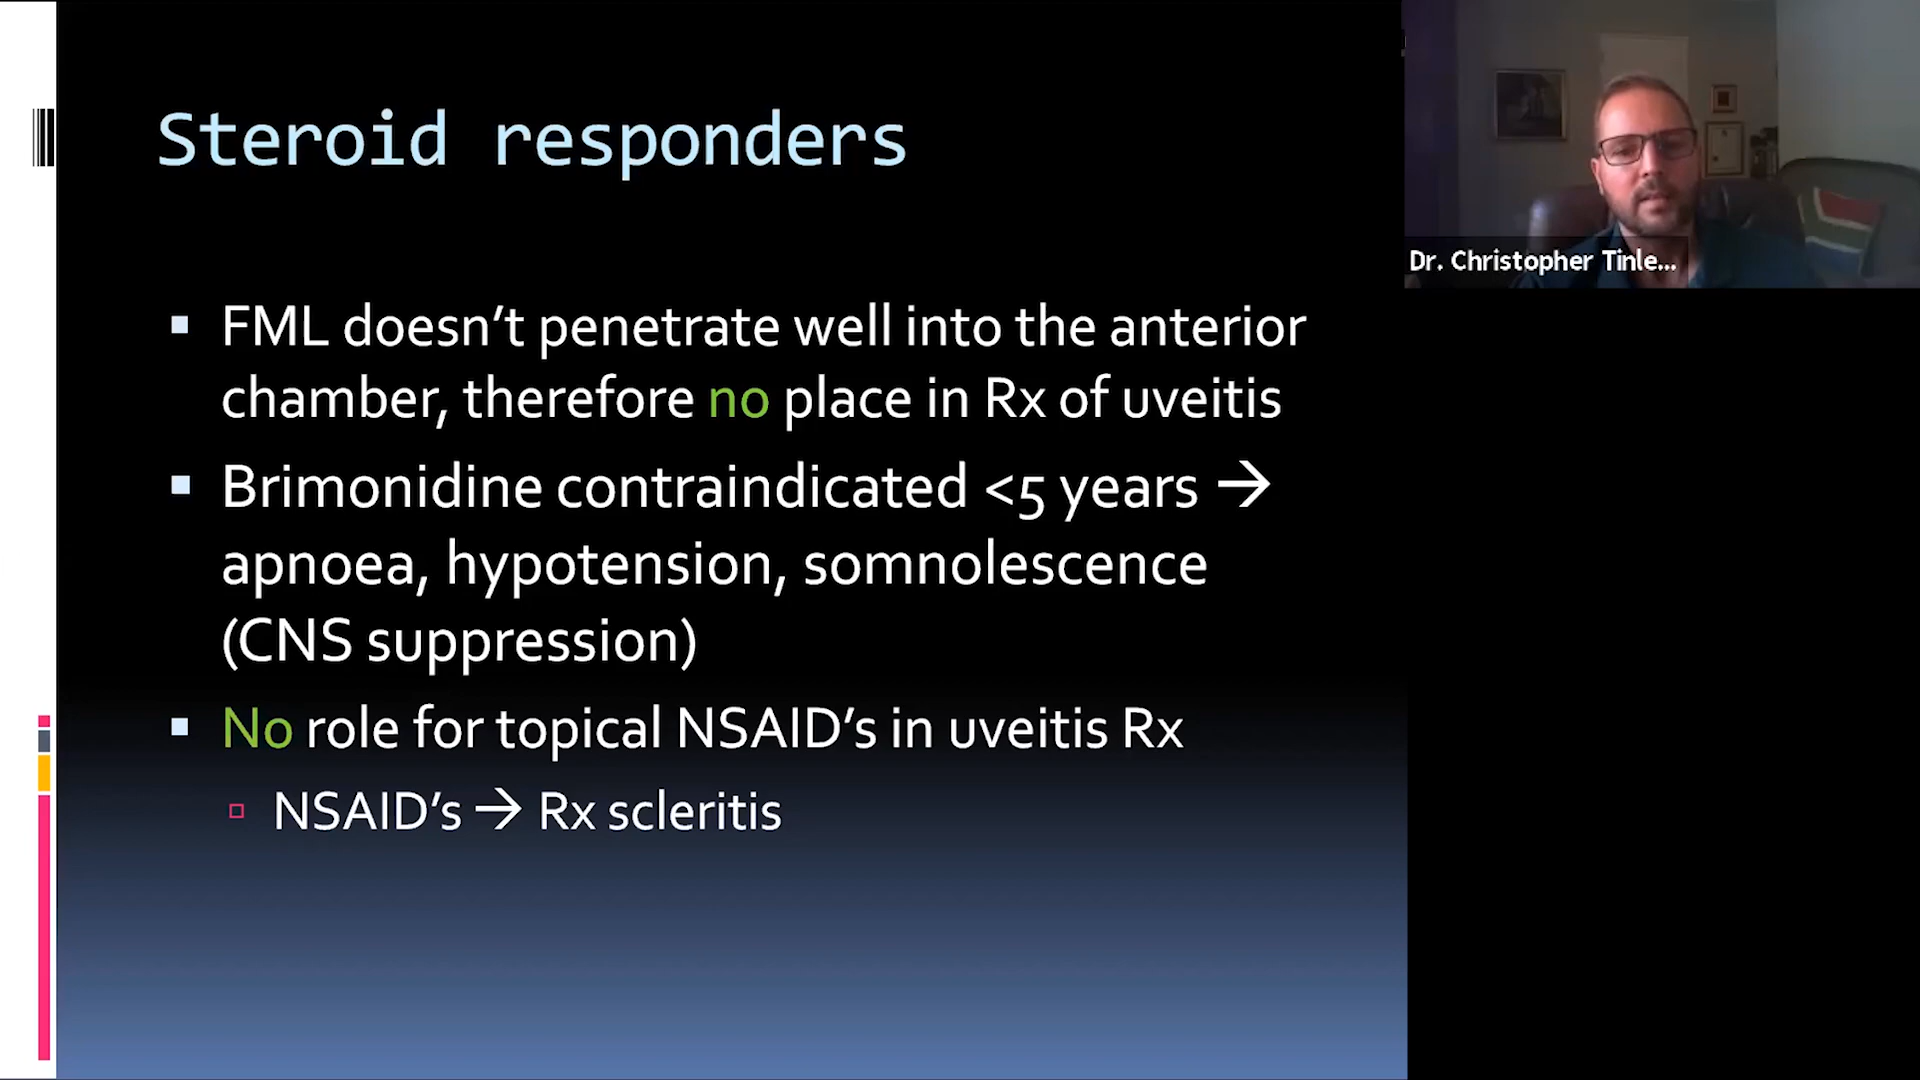 Steroid responders
FML doesn’t penetrate well into the anterior
chamber, therefore no place in Rx of uveitis
Brimonidine contraindicated <5 years →
apnoea, hypotension, somnolescence
(CNS suppression)
No role for topical NSAID’s in uveitis Rx
NSAID’s → Rx scleritis
Dr. Christopher Tinle...